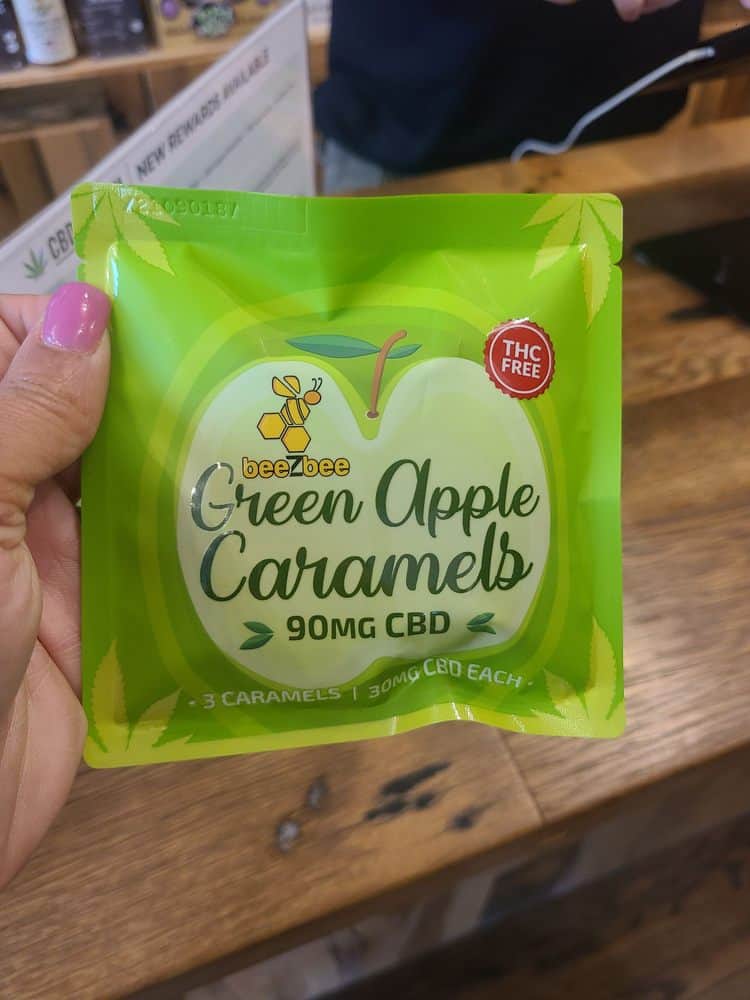 NEW REWARDS AVAILABLE
CBD
THC
FREE
beeZbee
Green Apple
Caramels
90MG CBD
• 3 CARAMELS | 30MG CBD EACH •